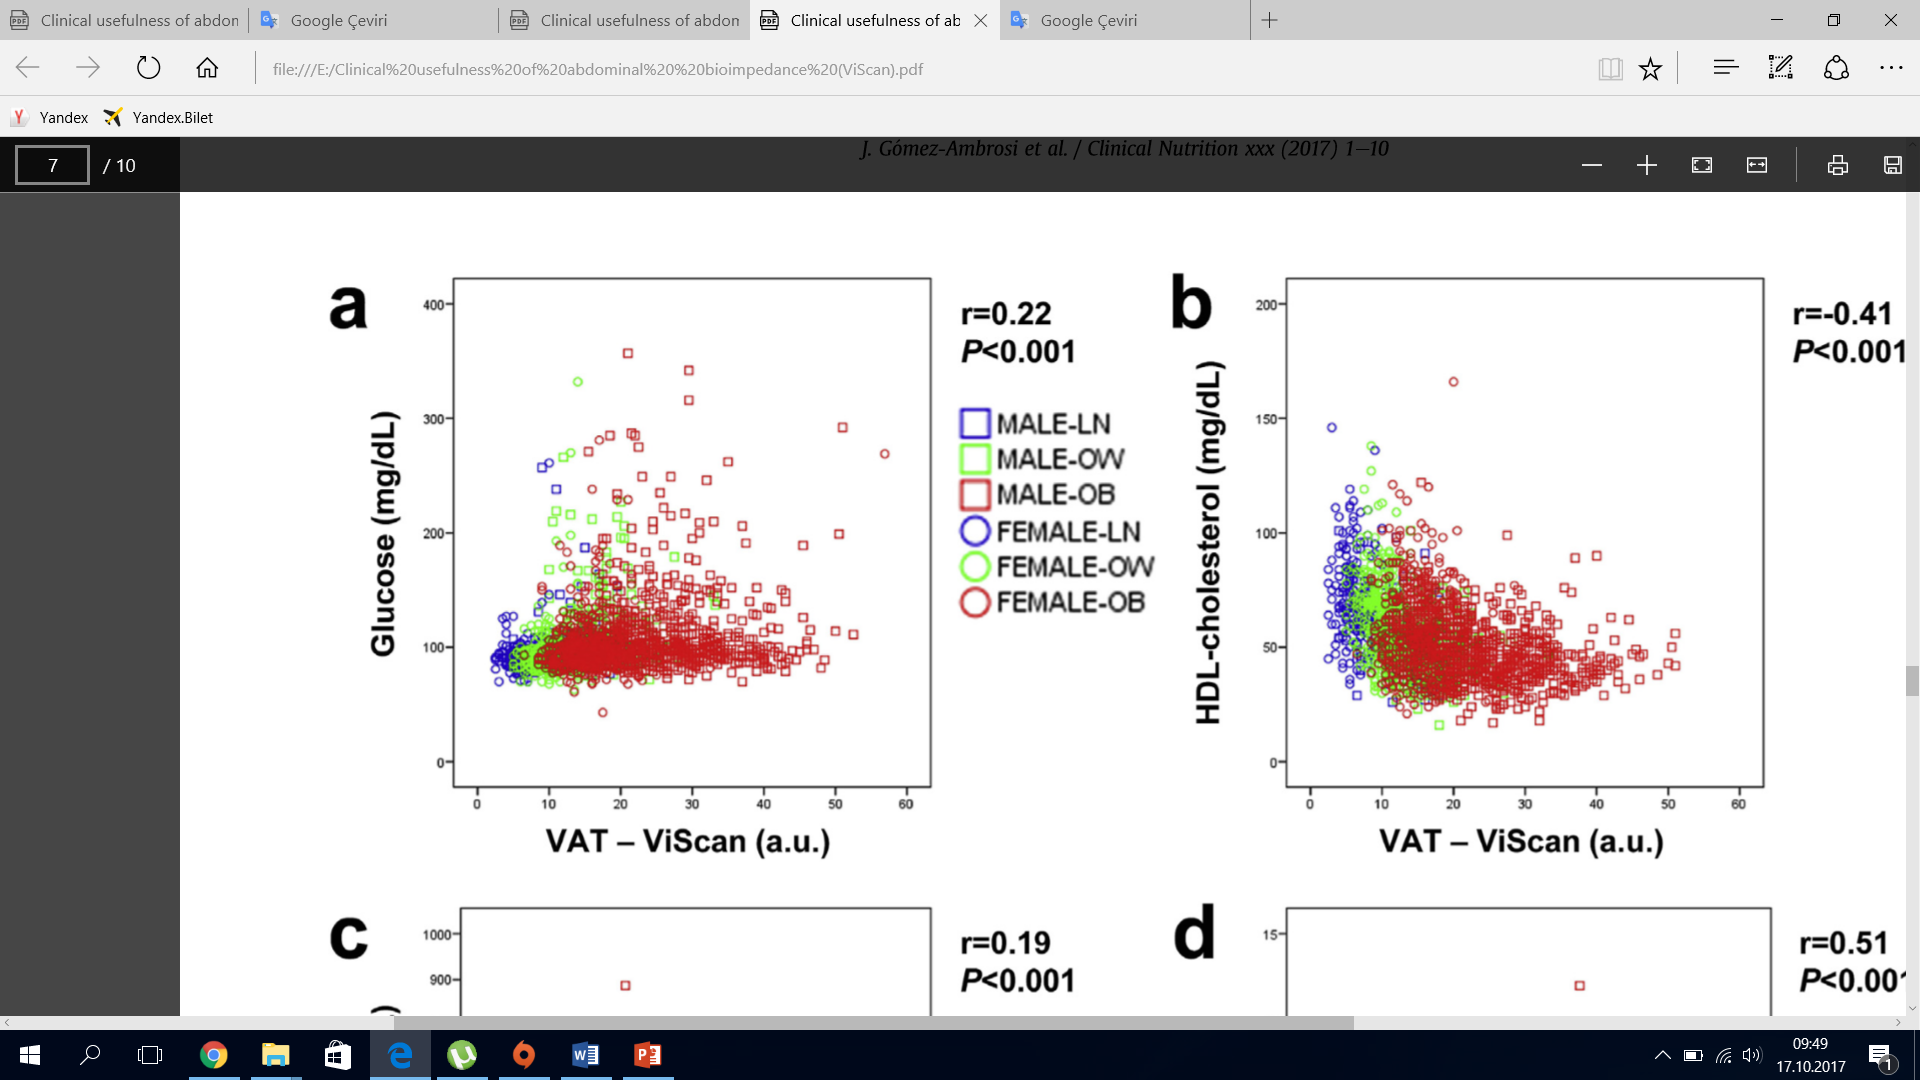 Clinical usefulness of abdon
Google Çeviri
Clinical usefulness of abdon
Clinical usefulness of ab
Google Çeviri
file:///E:/Clinical%20usefulness%20of%20abdominal%20%20bioimpedance%20(ViScan).pdf
Yandex
Yandex.Bilet
7 / 10
J. Gómez-Ambrosi et al. / Clinical Nutrition xxx (2017) 1–10
a
400
300
200
100
0
Glucose (mg/dL)
0 10 20 30 40 50 60
VAT – ViScan (a.u.)
r=0.22
P<0.001
MALE-LN
MALE-OW
MALE-OB
FEMALE-LN
FEMALE-OW
FEMALE-OB
b
200
150
100
50
0
HDL-cholesterol (mg/dL)
0 10 20 30 40 50 60
VAT – ViScan (a.u.)
r=-0.41
P<0.001
c
1000
900
r=0.19
P<0.001
d
15
r=0.51
P<0.001
09:49
17.10.2017
1